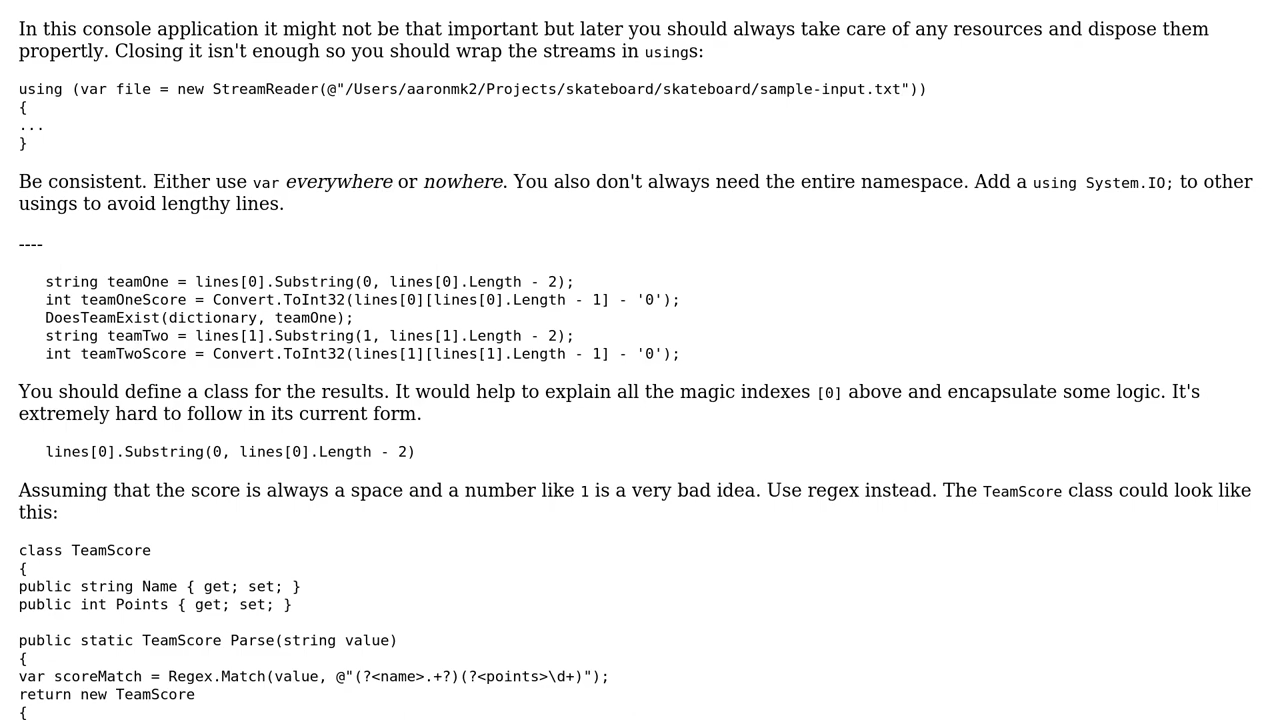 In this console application it might not be that important but later you should always take care of any resources and dispose them
propertly. Closing it isn't enough so you should wrap the streams in usings:
using (var file = new StreamReader(@"/Users/aaronmk2/Projects/skateboard/skateboard/sample-input.txt"))
{
...
}
Be consistent. Either use var everywhere or nowhere. You also don't always need the entire namespace. Add a using System.IO; to other
usings to avoid lengthy lines.
----
string teamOne = lines[0].Substring(0, lines[0].Length - 2);
int teamOneScore = Convert.ToInt32(lines[0][lines[0].Length - 1] - '0');
DoesTeamExist(dictionary, teamOne);
string teamTwo = lines[1].Substring(1, lines[1].Length - 2);
int teamTwoScore = Convert.ToInt32(lines[1][lines[1].Length - 1] - '0');
You should define a class for the results. It would help to explain all the magic indexes [0] above and encapsulate some logic. It's
extremely hard to follow in its current form.
lines[0].Substring(0, lines[0].Length - 2)
Assuming that the score is always a space and a number like 1 is a very bad idea. Use regex instead. The TeamScore class could look like
this:
class TeamScore
{
public string Name { get; set; }
public int Points { get; set; }
public static TeamScore Parse(string value)
{
var scoreMatch = Regex.Match(value, @"(?<name>.+?)(?<points>\d+)");
return new TeamScore
{